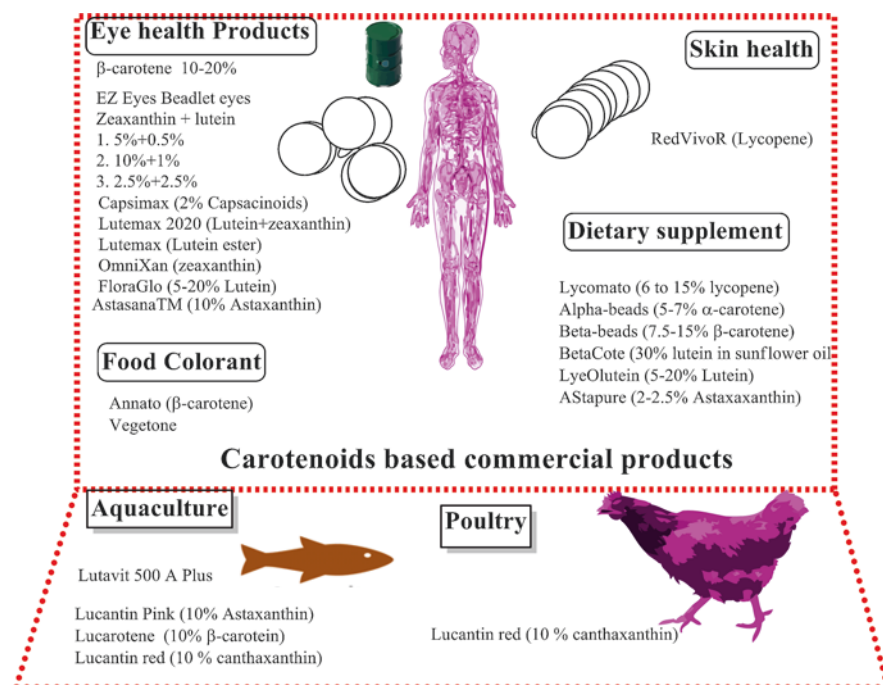 Eye health Products
β-carotene 10-20%
EZ Eyes Beadlet eyes
Zeaxanthin + lutein
1. 5%+0.5%
2. 10%+1%
3. 2.5%+2.5%
Capsimax (2% Capsacinoids)
Lutemax 2020 (Lutein+zeaxanthin)
Lutemax (Lutein ester)
OmniXan (zeaxanthin)
FloraGlo (5-20% Lutein)
AstasanaTM (10% Astaxanthin)
Skin health
RedVivoR (Lycopene)
Dietary supplement
Lycomato (6 to 15% lycopene)
Alpha-beads (5-7% α-carotene)
Beta-beads (7.5-15% β-carotene)
BetaCote (30% lutein in sunflower oil
LyeOlutein (5-20% Lutein)
AStapure (2-2.5% Astaxaxanthin)
Food Colorant
Annato (β-carotene)
Vegetone
Carotenoids based commercial products
Aquaculture
Lutavit 500 A Plus
Lucantin Pink (10% Astaxanthin)
Lucarotene (10% β-carotein)
Lucantin red (10 % canthaxanthin)
Poultry
Lucantin red (10 % canthaxanthin)